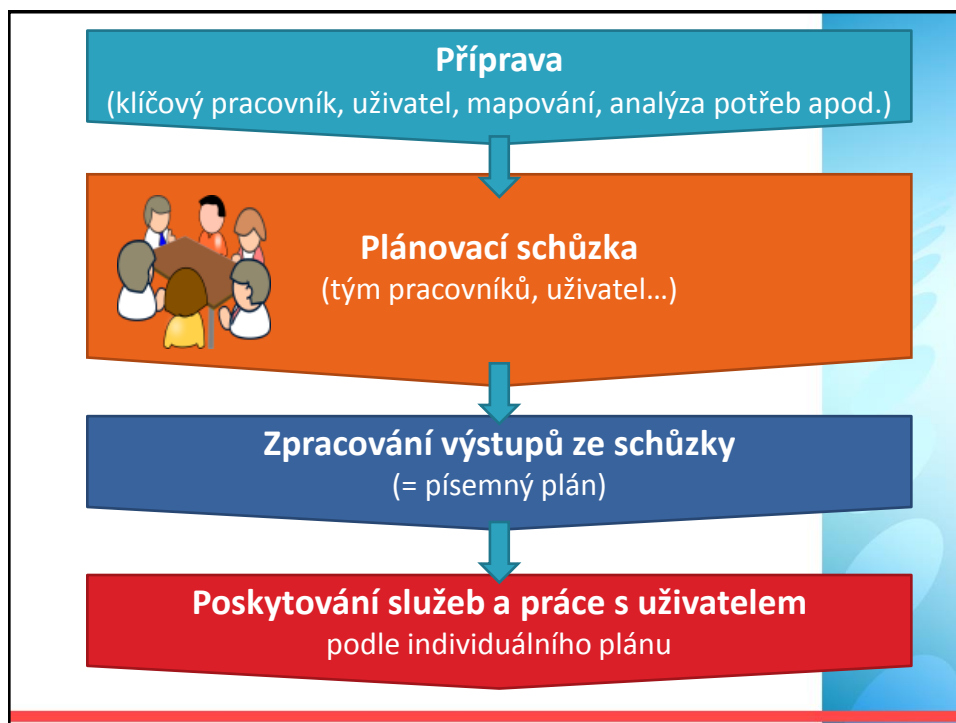 Příprava
(klíčový pracovník, uživatel, mapování, analýza potřeb apod.)
Plánovací schůzka
(tým pracovníků, uživatel…)
Zpracování výstupů ze schůzky
(= písemný plán)
Poskytování služeb a práce s uživatelem
podle individuálního plánu